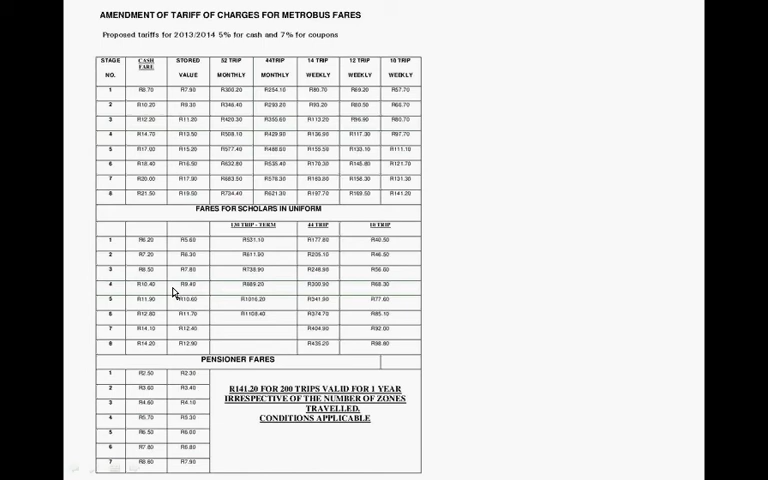 AMENDMENT OF TARIFF OF CHARGES FOR METROBUS FARES
Proposed tariffs for 2013/2014 5% for cash and 7% for coupons
STAGE NO. CASH FARE STORED VALUE 52 TRIP MONTHLY 44TRIP MONTHLY 14 TRIP WEEKLY 12 TRIP WEEKLY 10 TRIP WEEKLY
1 R8.70 R7.90 R300.20 R254.10 R80.70 R69.20 R57.70
2 R10.20 R9.30 R346.40 R293.20 R93.20 R80.50 R66.70
3 R12.20 R11.20 R420.30 R355.60 R113.20 R96.90 R80.70
4 R14.70 R13.50 R508.10 R429.90 R136.90 R117.30 R97.70
5 R17.00 R15.20 R577.40 R488.60 R155.50 R133.10 R111.10
6 R18.40 R16.50 R632.80 R535.40 R170.30 R145.80 R121.70
7 R20.00 R17.90 R683.50 R578.30 R158.30 R131.30
8 R21.50 R19.50 R734.40 R621.30 R197.70 R169.50 R141.20
FARES FOR SCHOLARS IN UNIFORM
130 TRIP - TERM 44 TRIP 10 TRIP
1 R6.20 R5.60 R531.10 R177.80 R40.50
2 R7.20 R6.30 R611.90 R205.10 R46.50
3 R8.50 R7.80 R738.90 R248.90 R56.00
4 R10.40 R9.40 R889.20 R300.90 R68.30
5 R11.90 R10.60 R1016.20 R341.90 R77.60
6 R12.80 R11.70 R1108.40 R374.70 R85.10
7 R14.10 R12.40 R404.80 R92.00
8 R14.20 R12.90 R435.20 R98.80
PENSIONER FARES
1 R2.50 R2.30
2 R3.60 R3.40
3 R4.60 R4.10
4 R5.70 R5.30
5 R6.50 R6.00
6 R7.80 R6.80
7 R8.60 R7.90
R141.20 FOR 200 TRIPS VALID FOR 1 YEAR
IRRESPECTIVE OF THE NUMBER OF ZONES
TRAVELLED.
CONDITIONS APPLICABLE